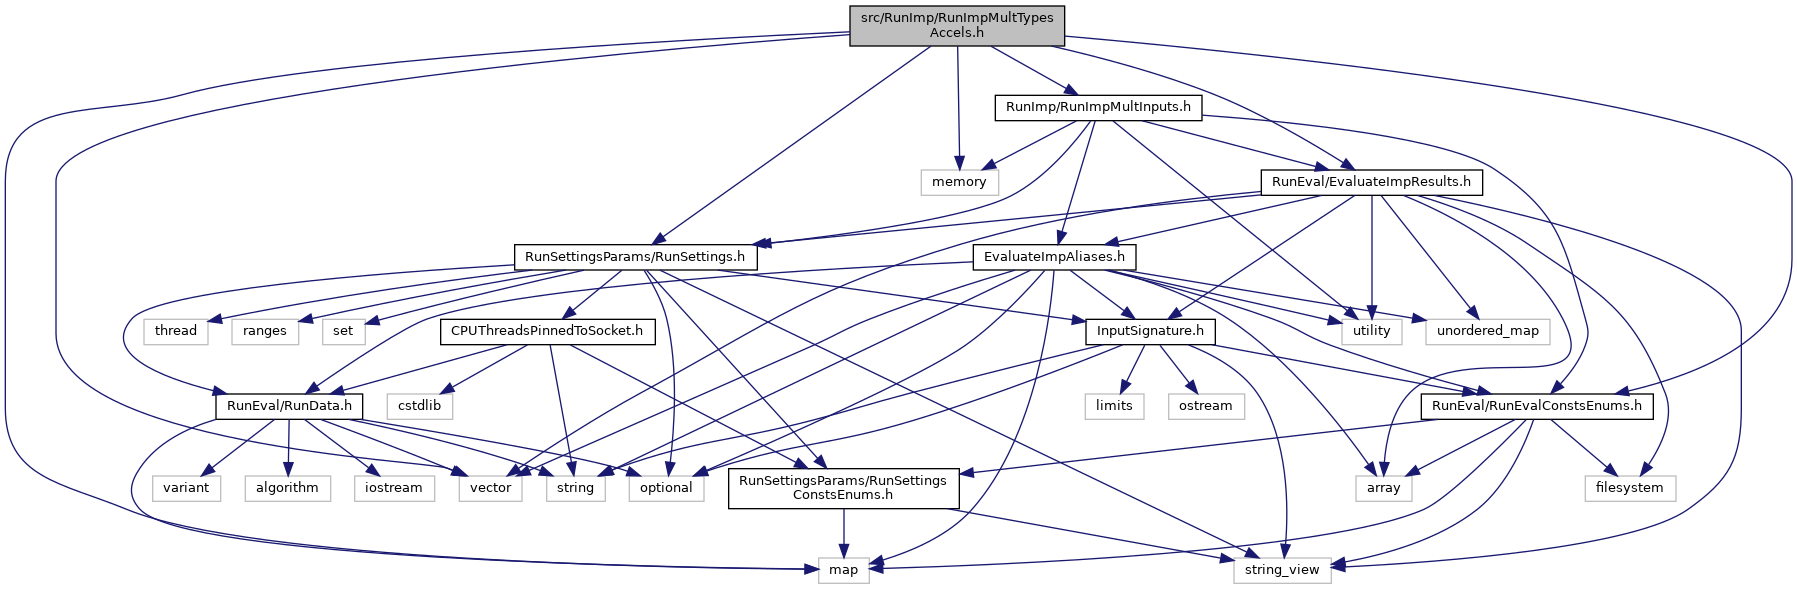 src/RunImp/RunImpMultTypes
Accels.h
RunImp/RunImpMultInputs.h
memory
RunEval/EvaluateImpResults.h
RunSettingsParams/RunSettings.h
EvaluateImpAliases.h
thread
ranges
set
CPUThreadsPinnedToSocket.h
InputSignature.h
utility
unordered_map
RunEval/RunData.h
cstdlib
limits
ostream
RunEval/RunEvalConstsEnums.h
variant
algorithm
iostream
vector
string
optional
RunSettingsParams/RunSettings
ConstsEnums.h
array
filesystem
map
string_view